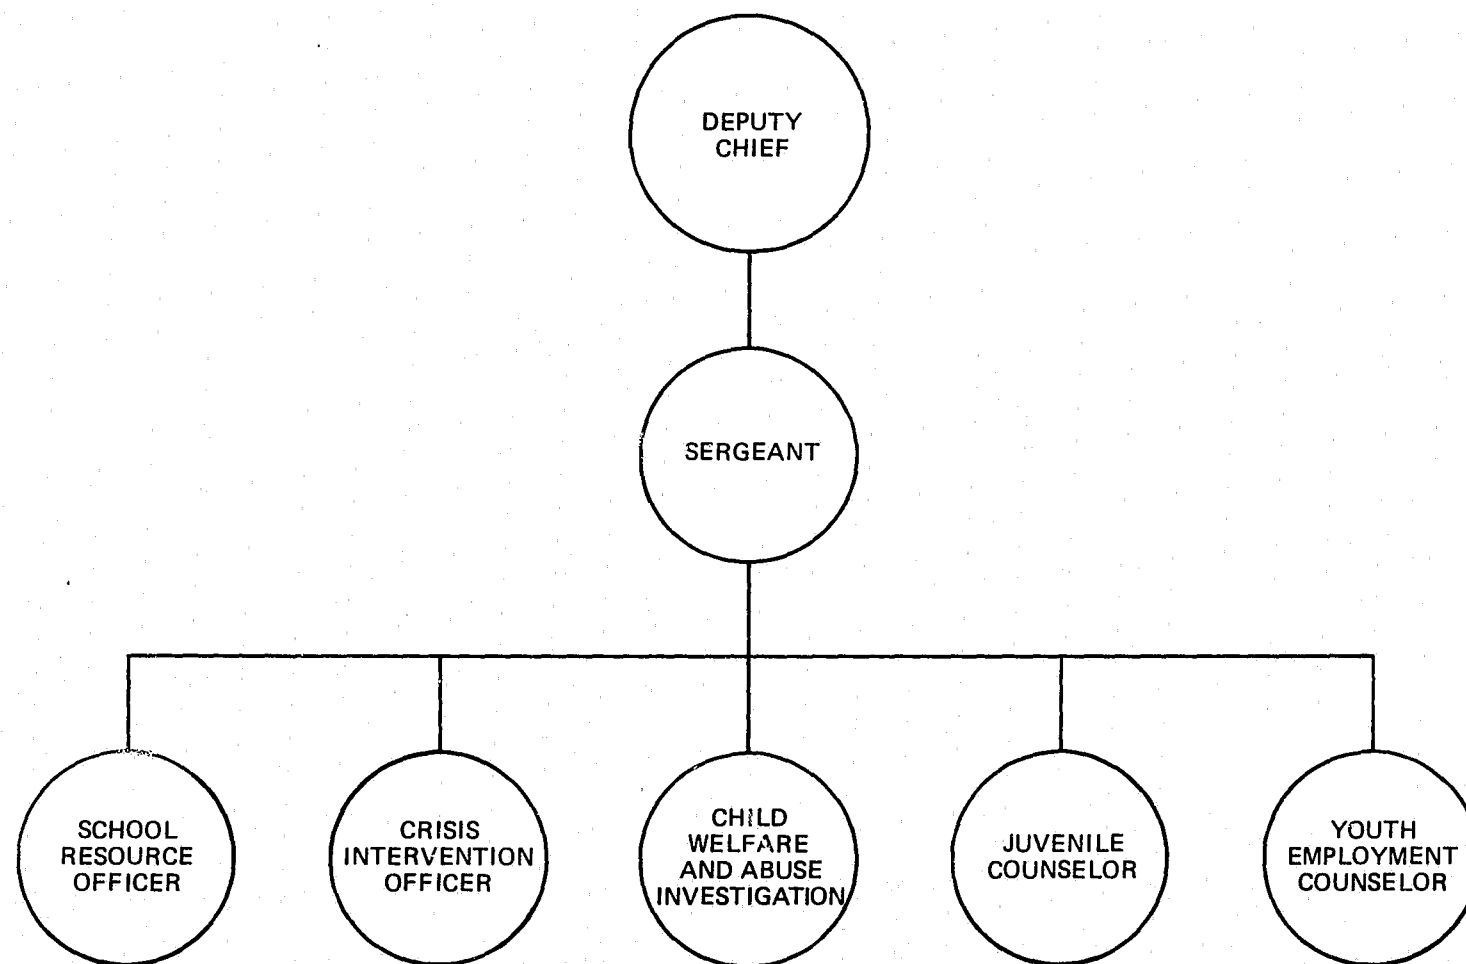 DEPUTY
CHIEF
SERGEANT
SCHOOL
RESOURCE
OFFICER
CRISIS
INTERVENTION
OFFICER
CHILD
WELFARE
AND ABUSE
INVESTIGATION
JUVENILE
COUNSELOR
YOUTH
EMPLOYMENT
COUNSELOR